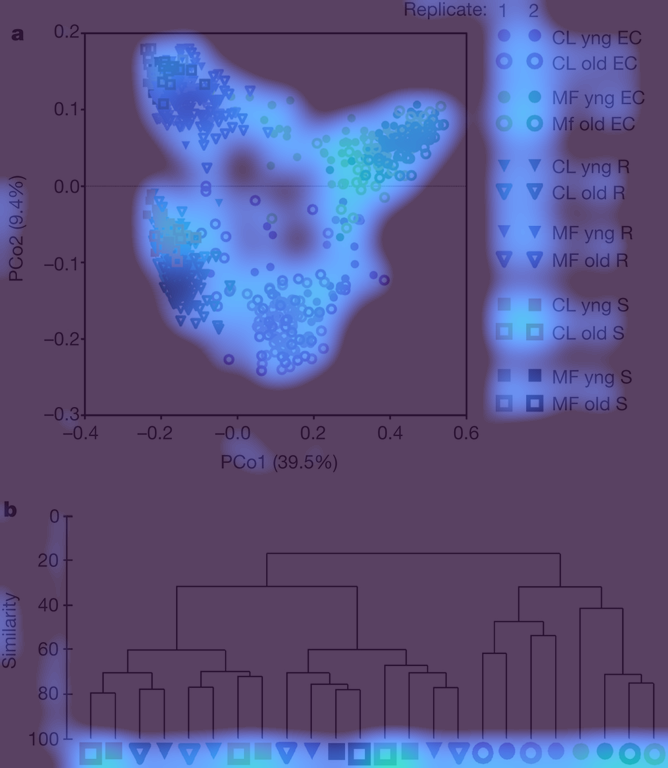 Replicate: 1 2
a
0.2
0.1
0.0
−0.1
−0.2
−0.3
PCo2 (9.4%)
−0.4 −0.2 −0.0 0.2 0.4 0.6
PCo1 (39.5%)
CL yng EC
CL old EC
MF yng EC
Mf old EC
CL yng R
CL old R
MF yng R
MF old R
CL yng S
CL old S
MF yng S
MF old S
b
0
20
40
60
80
100
Similarity